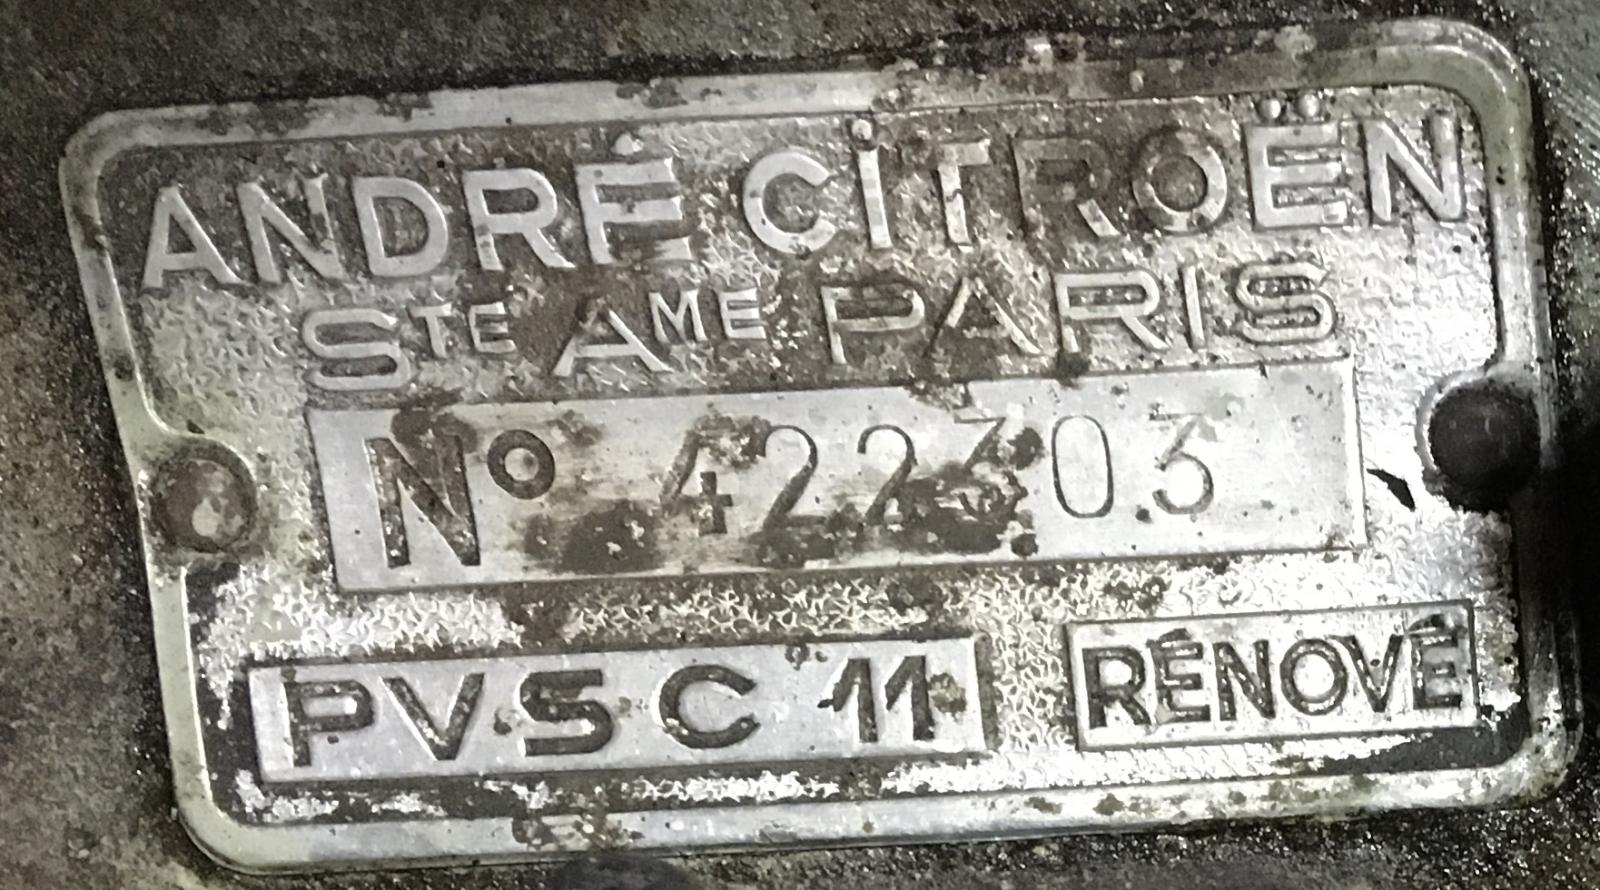 ANDRÉ CITROËN
STE AME PARIS
No 422303
PVSC 11
RÉNOVÉ